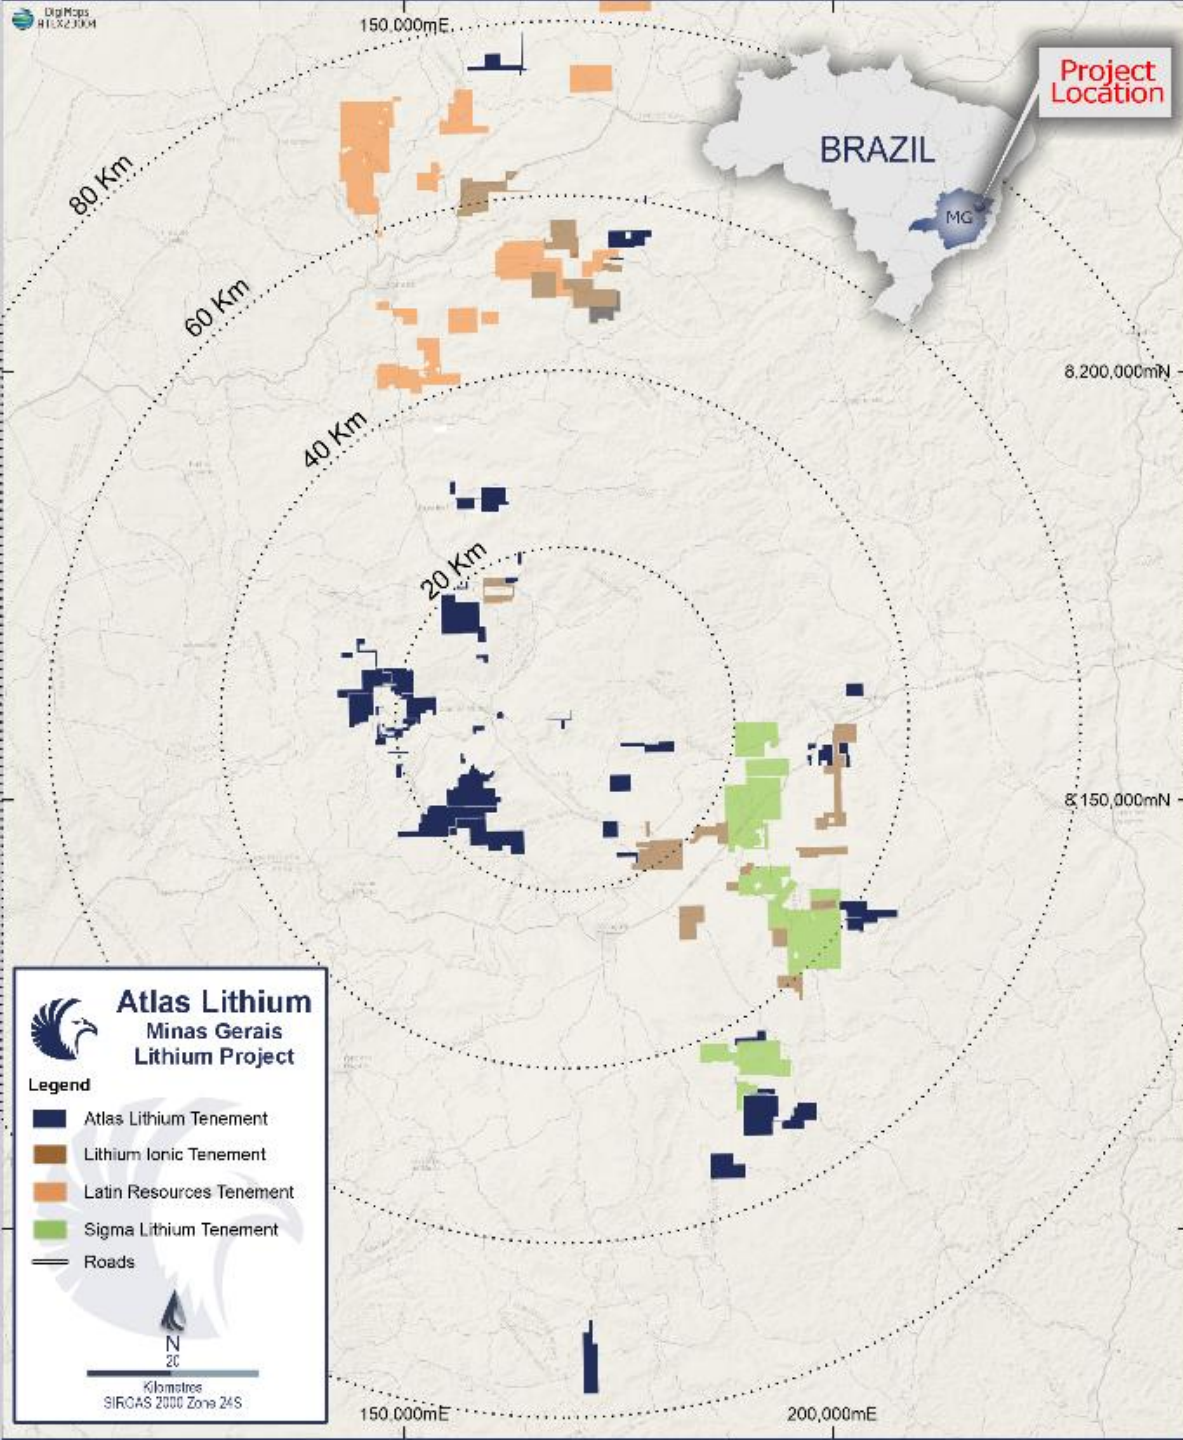 DigiMaps
ATLX23004
150,000mE
Project
Location
BRAZIL
MG
80 Km
60 Km
8,200,000mN
40 Km
20 Km
8,150,000mN
Atlas Lithium
Minas Gerais
Lithium Project
Legend
Atlas Lithium Tenement
Lithium Ionic Tenement
Latin Resources Tenement
Sigma Lithium Tenement
Roads
N
20
Kilometres
SIRGAS 2000 Zone 24S
150,000mE
200,000mE